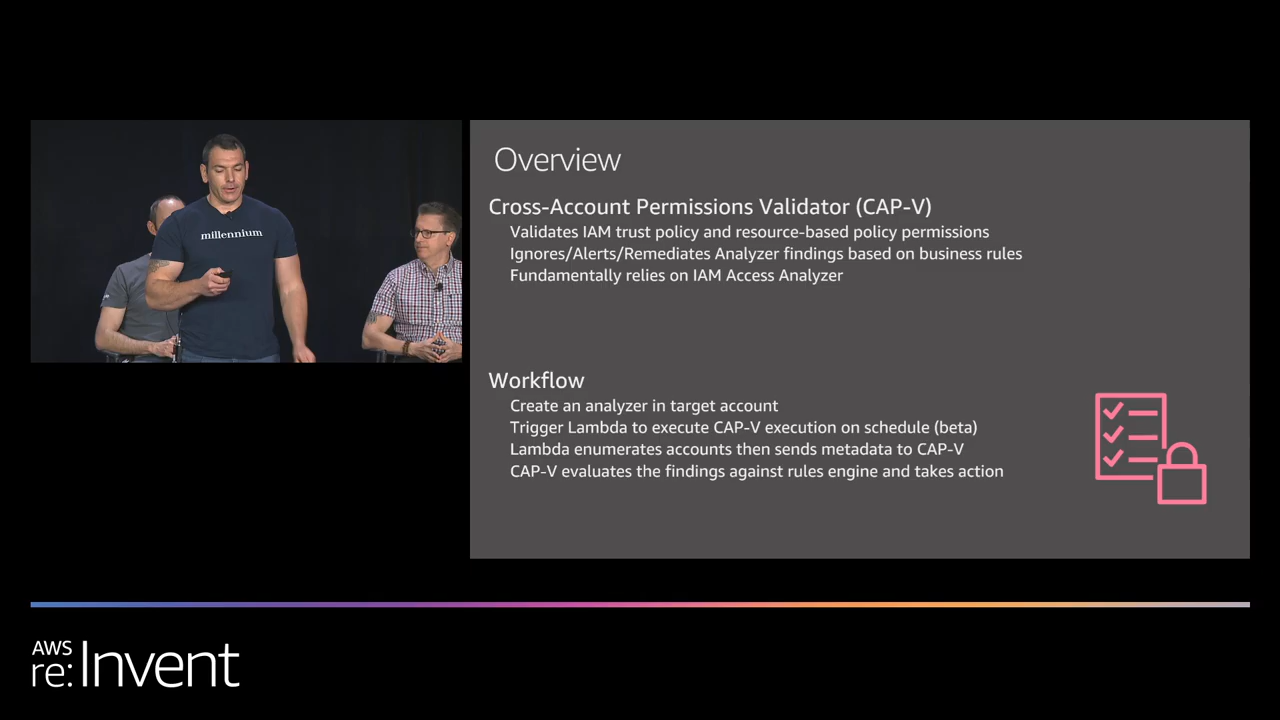 millennium
Overview
Cross-Account Permissions Validator (CAP-V)
Validates IAM trust policy and resource-based policy permissions
Ignores/Alerts/Remediates Analyzer findings based on business rules
Fundamentally relies on IAM Access Analyzer
Workflow
Create an analyzer in target account
Trigger Lambda to execute CAP-V execution on schedule (beta)
Lambda enumerates accounts then sends metadata to CAP-V
CAP-V evaluates the findings against rules engine and takes action
AWS
re:Invent